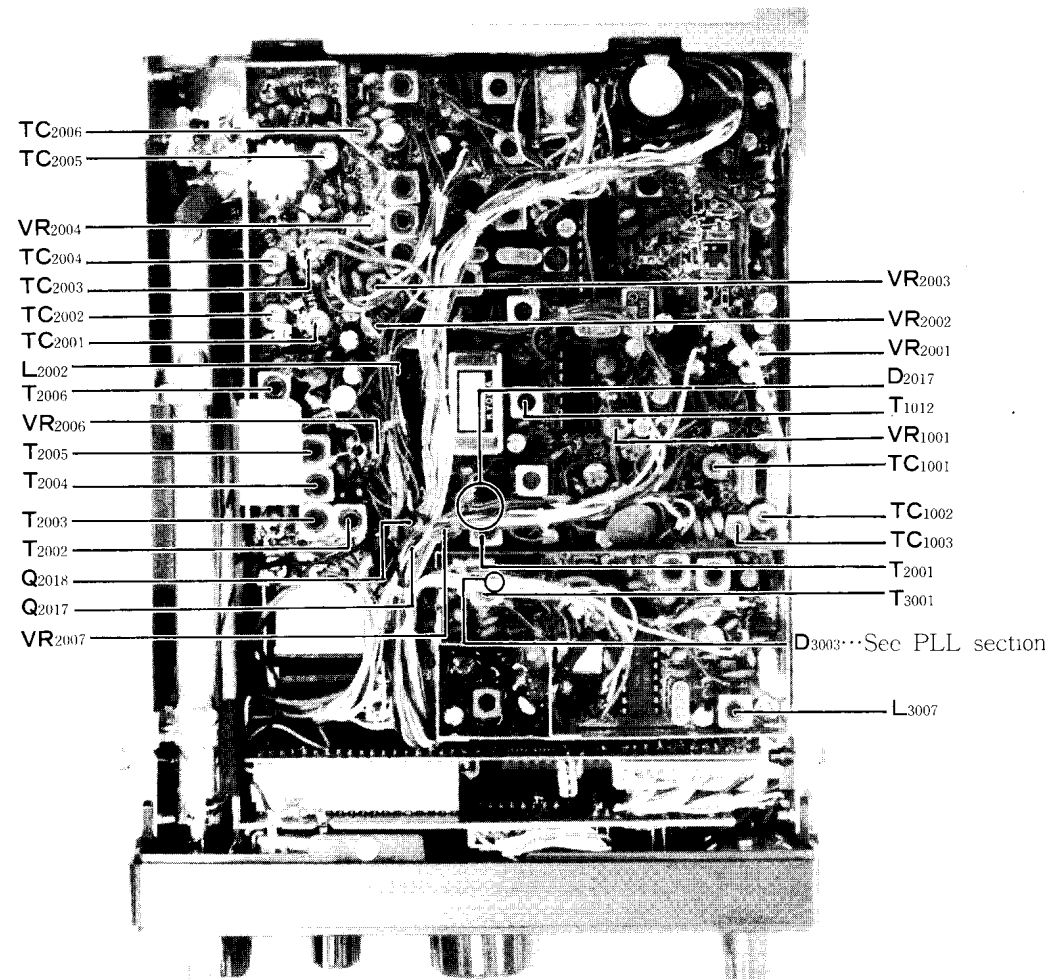 TC2006
TC2005
VR2004
TC2004
TC2003
TC2002
TC2001
L2002
T2006
VR2006
T2005
T2004
T2003
T2002
Q2018
Q2017
VR2007
VR2003
VR2002
VR2001
D2017
T1012
VR1001
TC1001
TC1002
TC1003
T2001
T3001
D3003···See PLL section
L3007